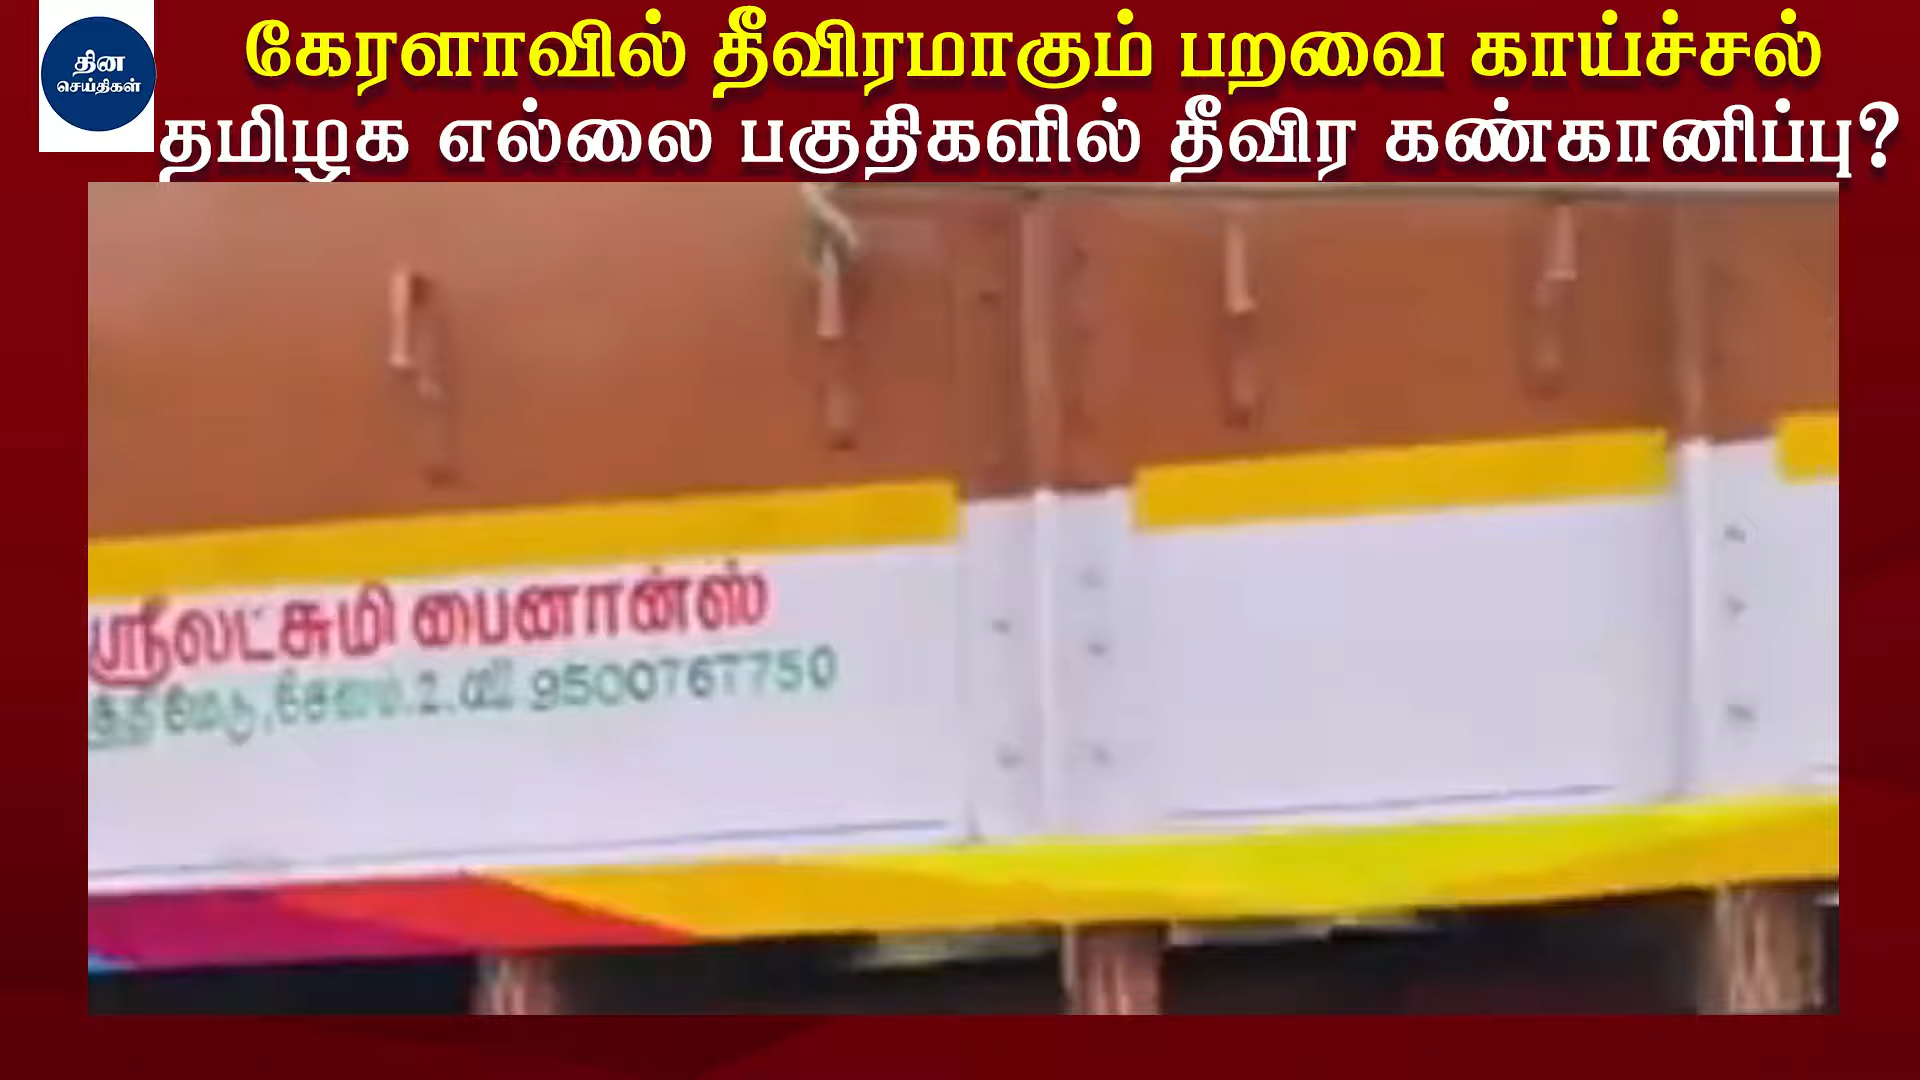 தின
செய்திகள்
கேரளாவில் தீவிரமாகும் பறவை காய்ச்சல்
தமிழக எல்லை பகுதிகளில் தீவிர கண்கானிப்பு?
ஸ்ரீலட்சுமி பைனான்ஸ்
9500767750